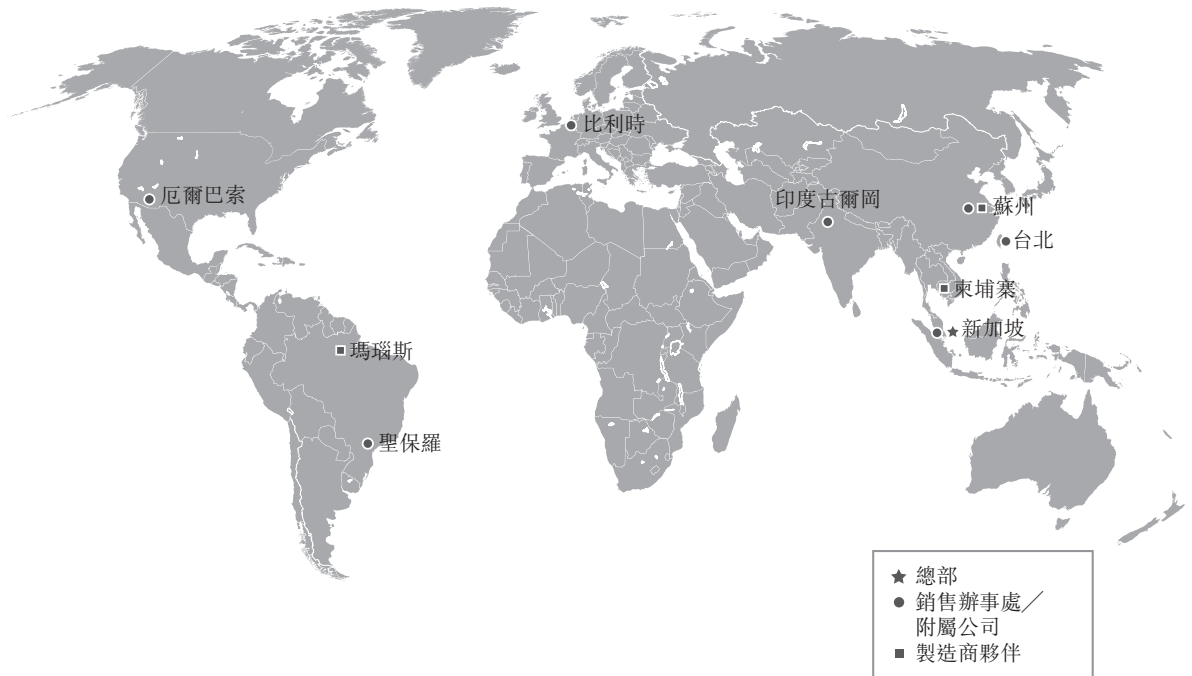 比利時
厄爾巴索
印度古爾岡
蘇州
台北
柬埔寨
新加坡
瑪瑙斯
聖保羅
總部
銷售辦事處／
附屬公司
製造商夥伴